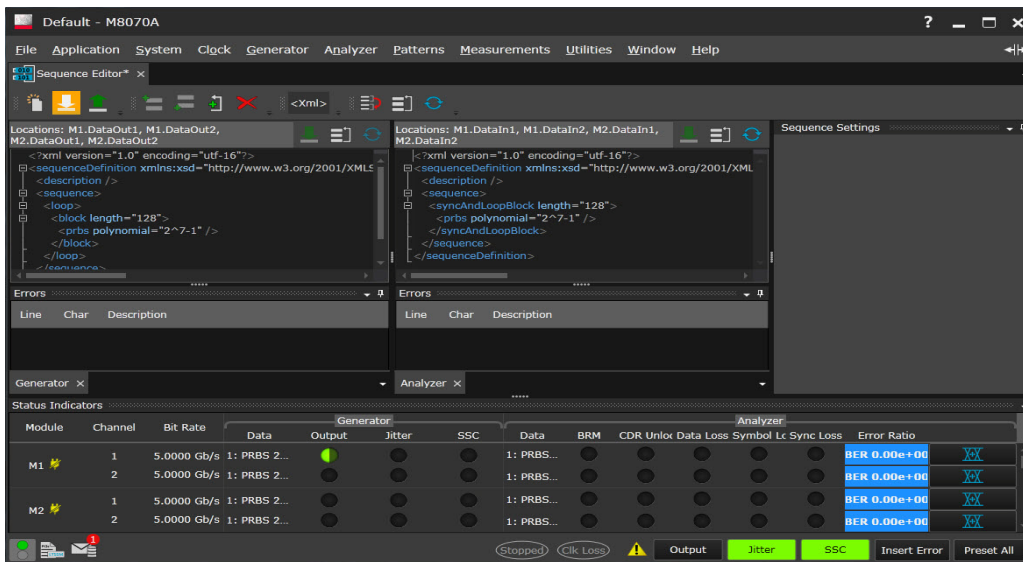 Default - M8070A
?
File Application System Clock Generator Analyzer Patterns Measurements Utilities Window Help
Sequence Editor*
<Xml>
Locations: M1.DataOut1, M1.DataOut2,
M2.DataOut1, M2.DataOut2
<?xml version="1.0" encoding="utf-16"?>
<sequenceDefinition xmlns:xsd="http://www.w3.org/2001/XMLS
<description />
<sequence>
<loop>
<block length="128">
<prbs polynomial="2^7-1" />
</block>
</loop>
</sequence>
Locations: M1.DataIn1, M1.DataIn2, M2.DataIn1,
M2.DataIn2
<?xml version="1.0" encoding="utf-16"?>
<sequenceDefinition xmlns:xsd="http://www.w3.org/2001/XML
<description />
<sequence>
<syncAndLoopBlock length="128">
<prbs polynomial="2^7-1" />
</syncAndLoopBlock>
</sequence>
</sequenceDefinition>
Sequence Settings
Errors
Line Char Description
Errors
Line Char Description
Generator
Analyzer
Status Indicators
Generator Analyzer
Module Channel Bit Rate Data Output Jitter SSC Data BRM CDR Unloc Data Loss Symbol Lc Sync Loss Error Ratio
M1
1 5.0000 Gb/s 1: PRBS 2... 1: PRBS... BER 0.00e+00
2 5.0000 Gb/s 1: PRBS 2... 1: PRBS... BER 0.00e+00
M2
1 5.0000 Gb/s 1: PRBS 2... 1: PRBS... BER 0.00e+00
2 5.0000 Gb/s 1: PRBS 2... 1: PRBS... BER 0.00e+00
1
Stopped Clk Loss Output Jitter SSC Insert Error Preset All